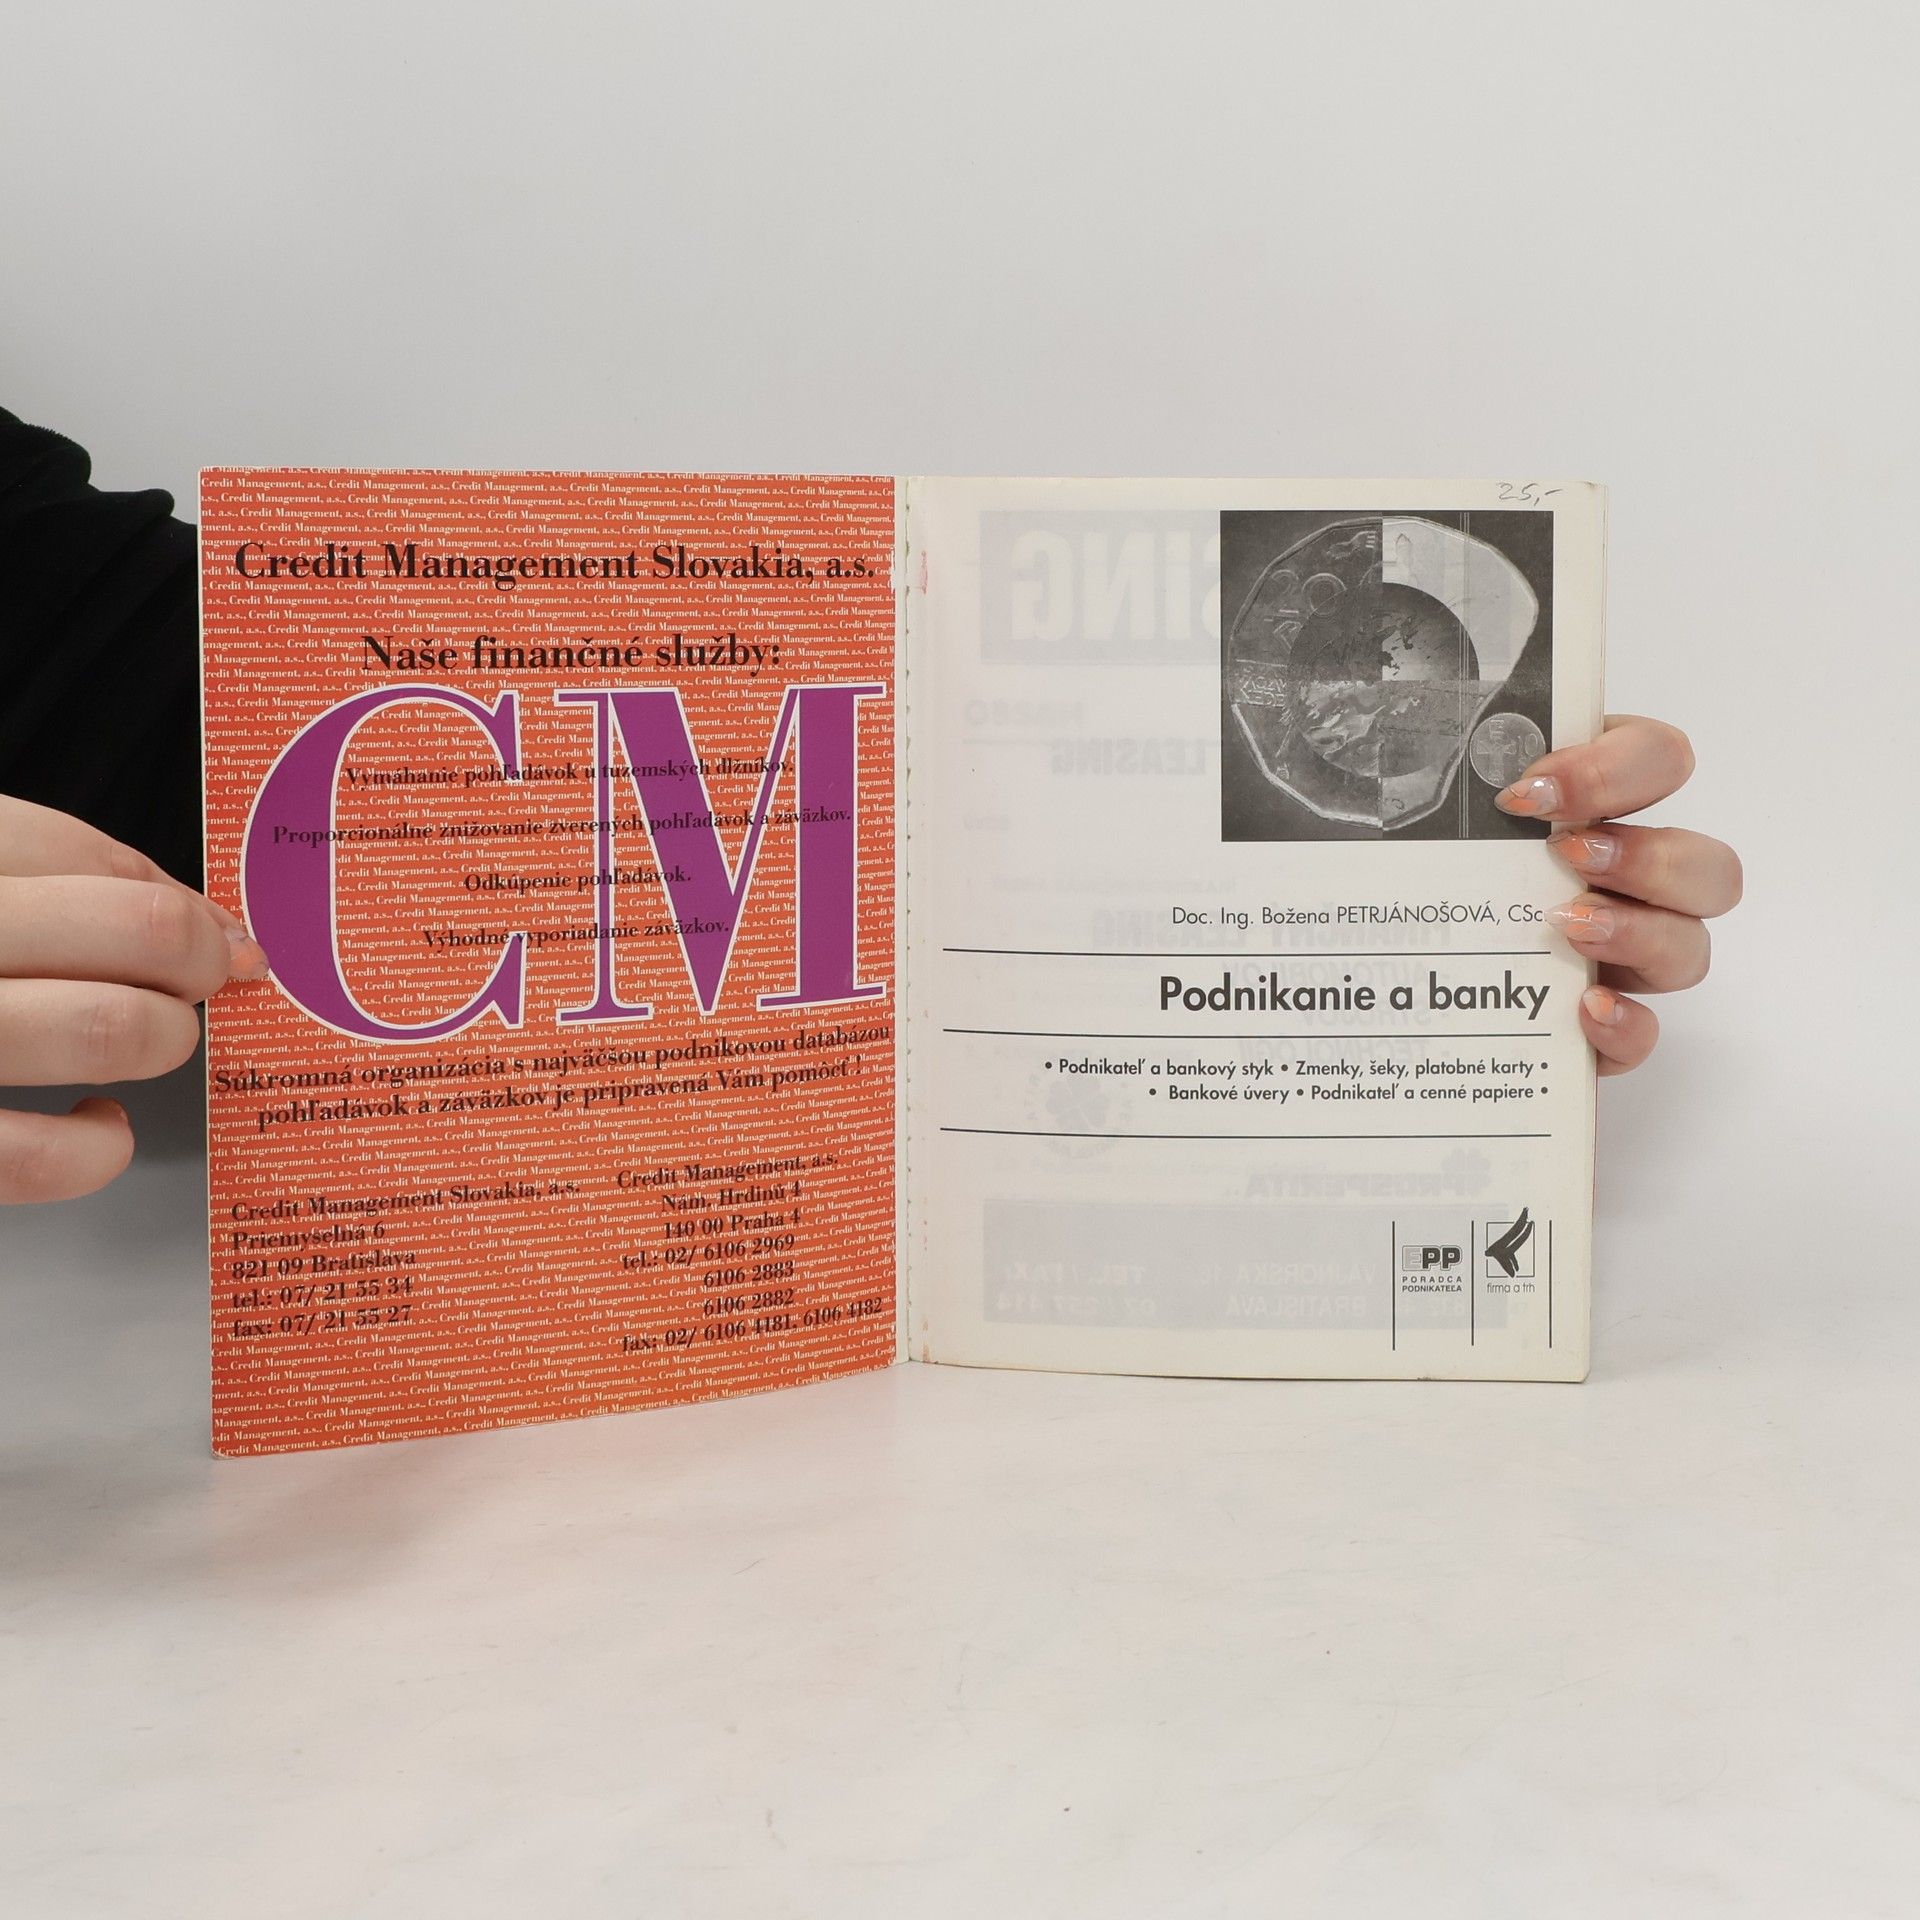 Credit Management Slovakia, a.s.
Naše finančné služby:
CM
Vymáhanie pohľadávok u tuzemských dlžníkov.
Proporcionálne znižovanie zverených pohľadávok a záväzkov.
Odkúpenie pohľadávok.
Výhodné vyporiadanie záväzkov.
Súkromná organizácia s najväčšou podnikovou databázou
pohľadávok a záväzkov je pripravená Vám pomôcť!
Credit Management Slovakia, a.s.
Priemyselná 6
821 09 Bratislava
tel.: 07/ 21 55 34
fax: 07/ 21 55 27
Credit Management, a.s.
Nám. Hrdinů 4
140 00 Praha 4
tel.: 02/ 6106 2969
6106 2883
6106 2882
fax: 02/ 6106 4181, 6106 4182
25,-
Doc. Ing. Božena PETRJÁNOŠOVÁ, CSc.
Podnikanie a banky
• Podnikateľ a bankový styk • Zmenky, šeky, platobné karty •
• Bankové úvery • Podnikateľ a cenné papiere •
EPP
PORADCA
PODNIKATEĽA
firma a trh